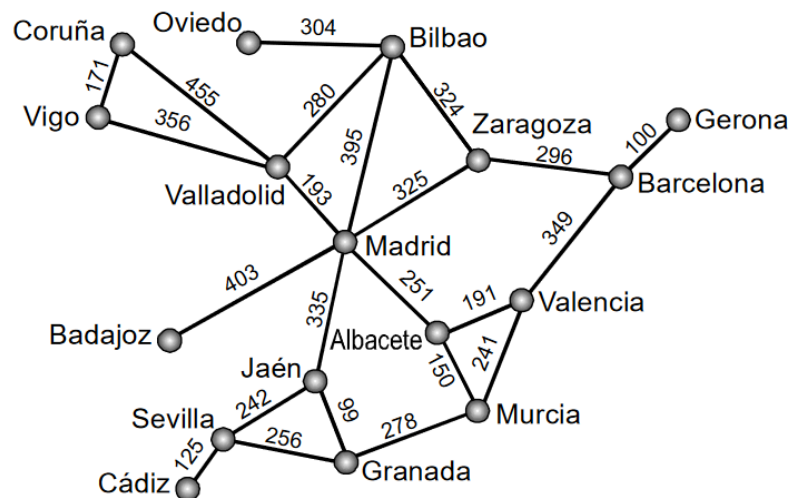 Oviedo
304
Coruña
Bilbao
171
455
280
324
Vigo
356
395
Zaragoza
Gerona
100
296
Valladolid
193
325
Barcelona
Madrid
349
403
251
191
Valencia
335
Badajoz
Albacete
241
150
Jaén
242
99
Sevilla
278
Murcia
256
125
Granada
Cádiz